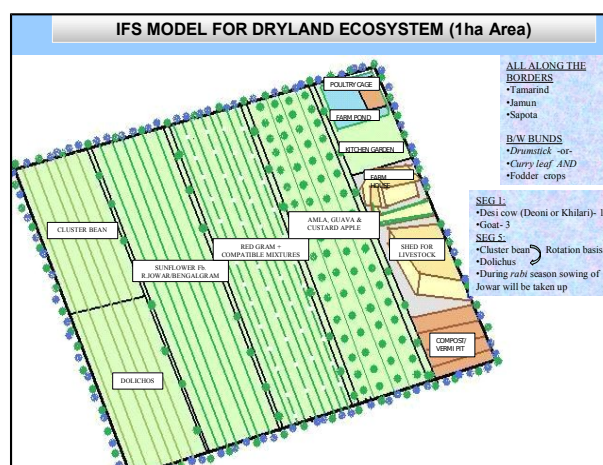 IFS MODEL FOR DRYLAND ECOSYSTEM (1ha Area)
POULTRY CAGE
FARM POND
KITCHEN GARDEN
FARM
HOUSE
AMLA, GUAVA &
CUSTARD APPLE
SHED FOR
LIVESTOCK
RED GRAM +
COMPATIBLE MIXTURES
SUNFLOWER Fb.
R.JOWAR/BENGALGRAM
CLUSTER BEAN
DOLICHOS
COMPOST/
VERMI PIT
ALL ALONG THE
BORDERS
•Tamarind
•Jamun
•Sapota
B/W BUNDS
•Drumstick -or-
•Curry leaf AND
•Fodder crops
SEG 1:
•Desi cow (Deoni or Khilari)- 1
•Goat- 3
SEG 5:
•Cluster bean Rotation basis
•Dolichus
•During rabi season sowing of
Jowar will be taken up